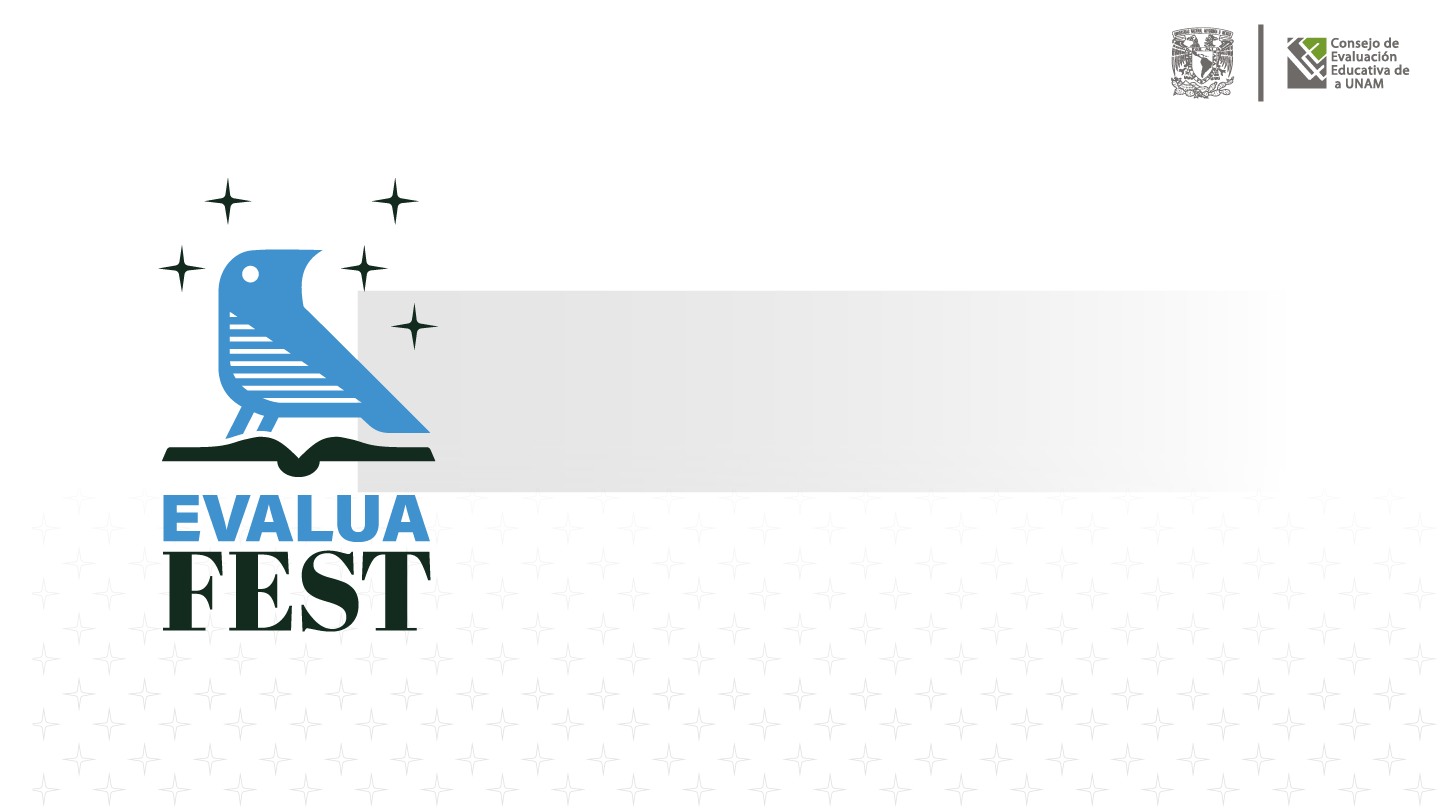 Consejo de
Evaluación
Educativa de
a UNAM
EVALUA
FEST